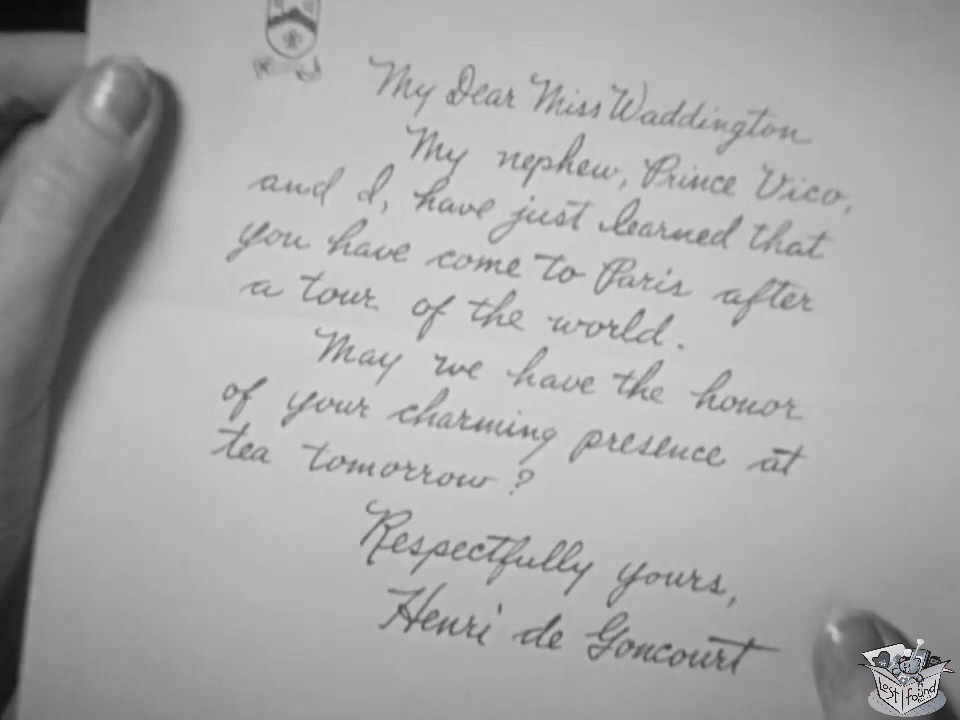 My Dear Miss Waddington
My nephew, Prince Vico,
and I, have just learned that
you have come to Paris after
a tour of the world.
May we have the honor
of your charming presence at
tea tomorrow?
Respectfully yours,
Henri de Goncourt
Lost Found